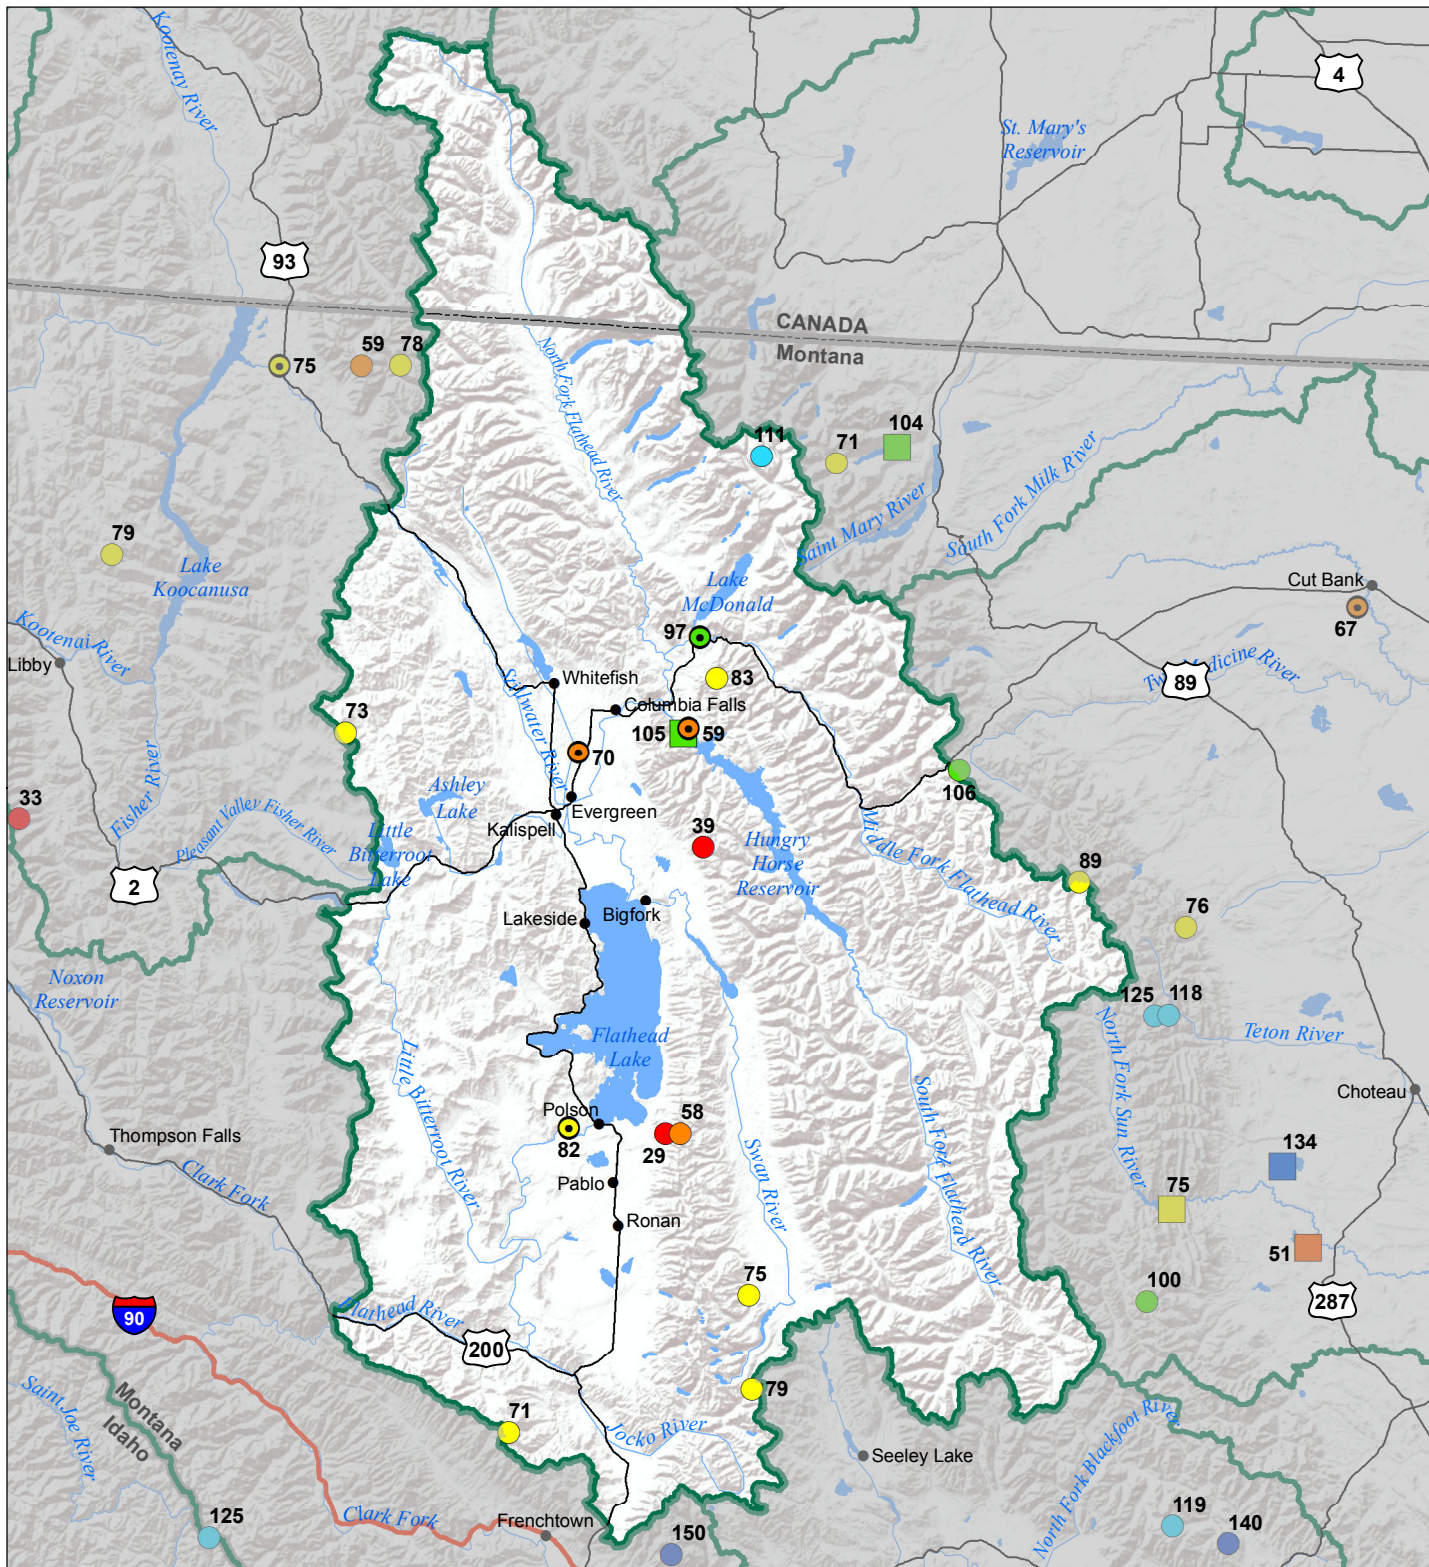 Kootenay River
4
St. Mary's
Reservoir
93
CANADA
Montana
75
59
78
North Fork Flathead River
111
71
104
Saint Mary River
South Fork Milk River
79
Lake
Koocanusa
Lake
McDonald
Cut Bank
67
Kootenai River
Libby
97
Whitefish
83
Two Medicine River
89
Stillwater River
Columbia Falls
73
105
59
70
106
Ashley
Lake
Evergreen
Kalispell
33
Fisher River
Pleasant Valley Fisher River
Little
Bitterroot
Lake
39
Hungry
Horse
Reservoir
Middle Fork Flathead River
2
89
76
Lakeside
Bigfork
Noxon
Reservoir
125
118
North Fork Sun River
Teton River
Flathead
Lake
Little Bitterroot River
South Fork Flathead River
Choteau
Polson
82
58
29
Swan River
Thompson Falls
Clark Fork
134
Pablo
75
Ronan
51
75
100
90
Flathead River
200
287
Saint Joe River
Montana
Idaho
79
71
Jocko River
Seeley Lake
North Fork Blackfoot River
125
Clark Fork
Frenchtown
150
119
140